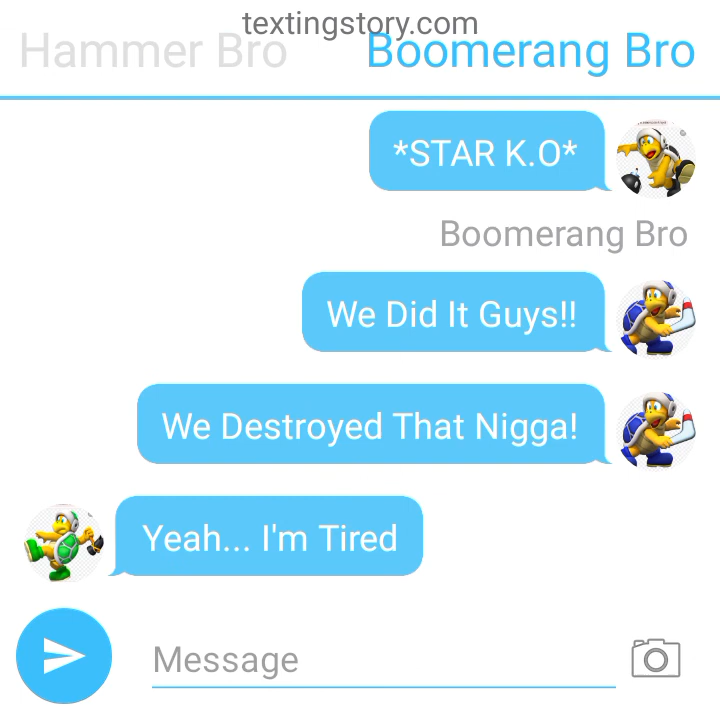 textingstory.com
Hammer Bro Boomerang Bro
*STAR K.O*
Boomerang Bro
We Did It Guys!!
We Destroyed That Nigga!
Yeah... I'm Tired
Message